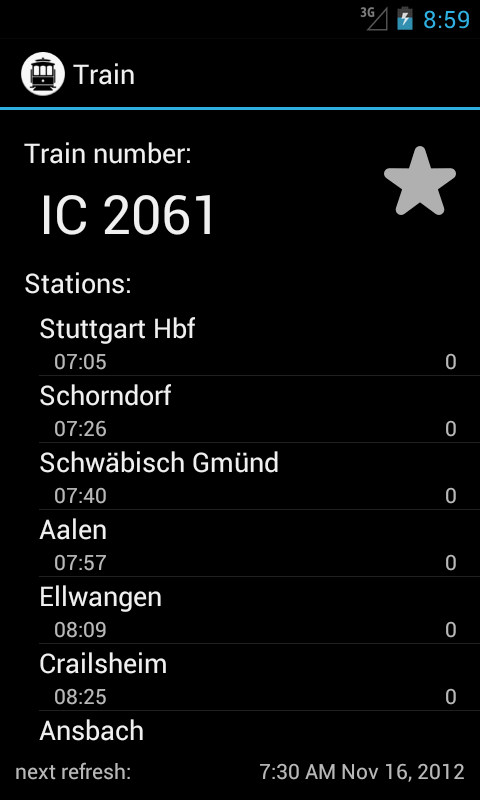 3G 8:59
Train
Train number:
IC 2061
Stations:
Stuttgart Hbf
07:05 0
Schorndorf
07:26 0
Schwäbisch Gmünd
07:40 0
Aalen
07:57 0
Ellwangen
08:09 0
Crailsheim
08:25 0
Ansbach
next refresh: 7:30 AM Nov 16, 2012